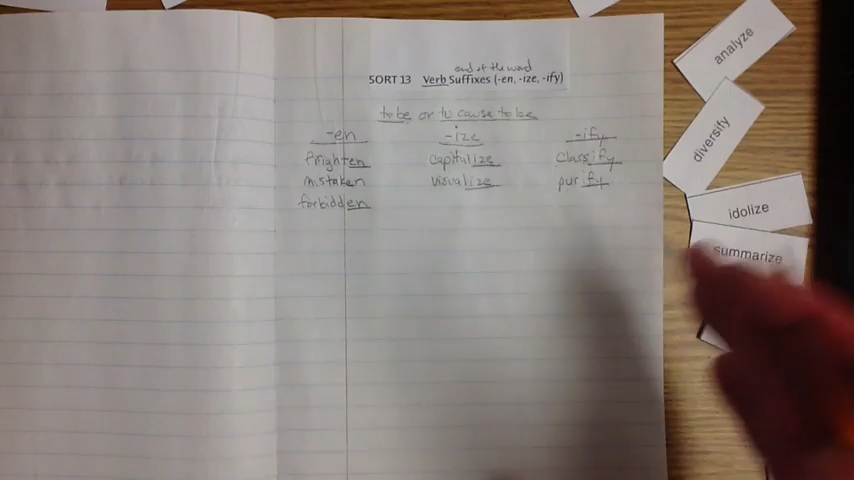 end of the word
SORT 13 Verb Suffixes (-en, -ize, -ify)
to be or to cause to be
-en -ize -ify
frighten capitalize classify
mistaken visualize purify
forbidden
analyze
diversify
idolize
summarize